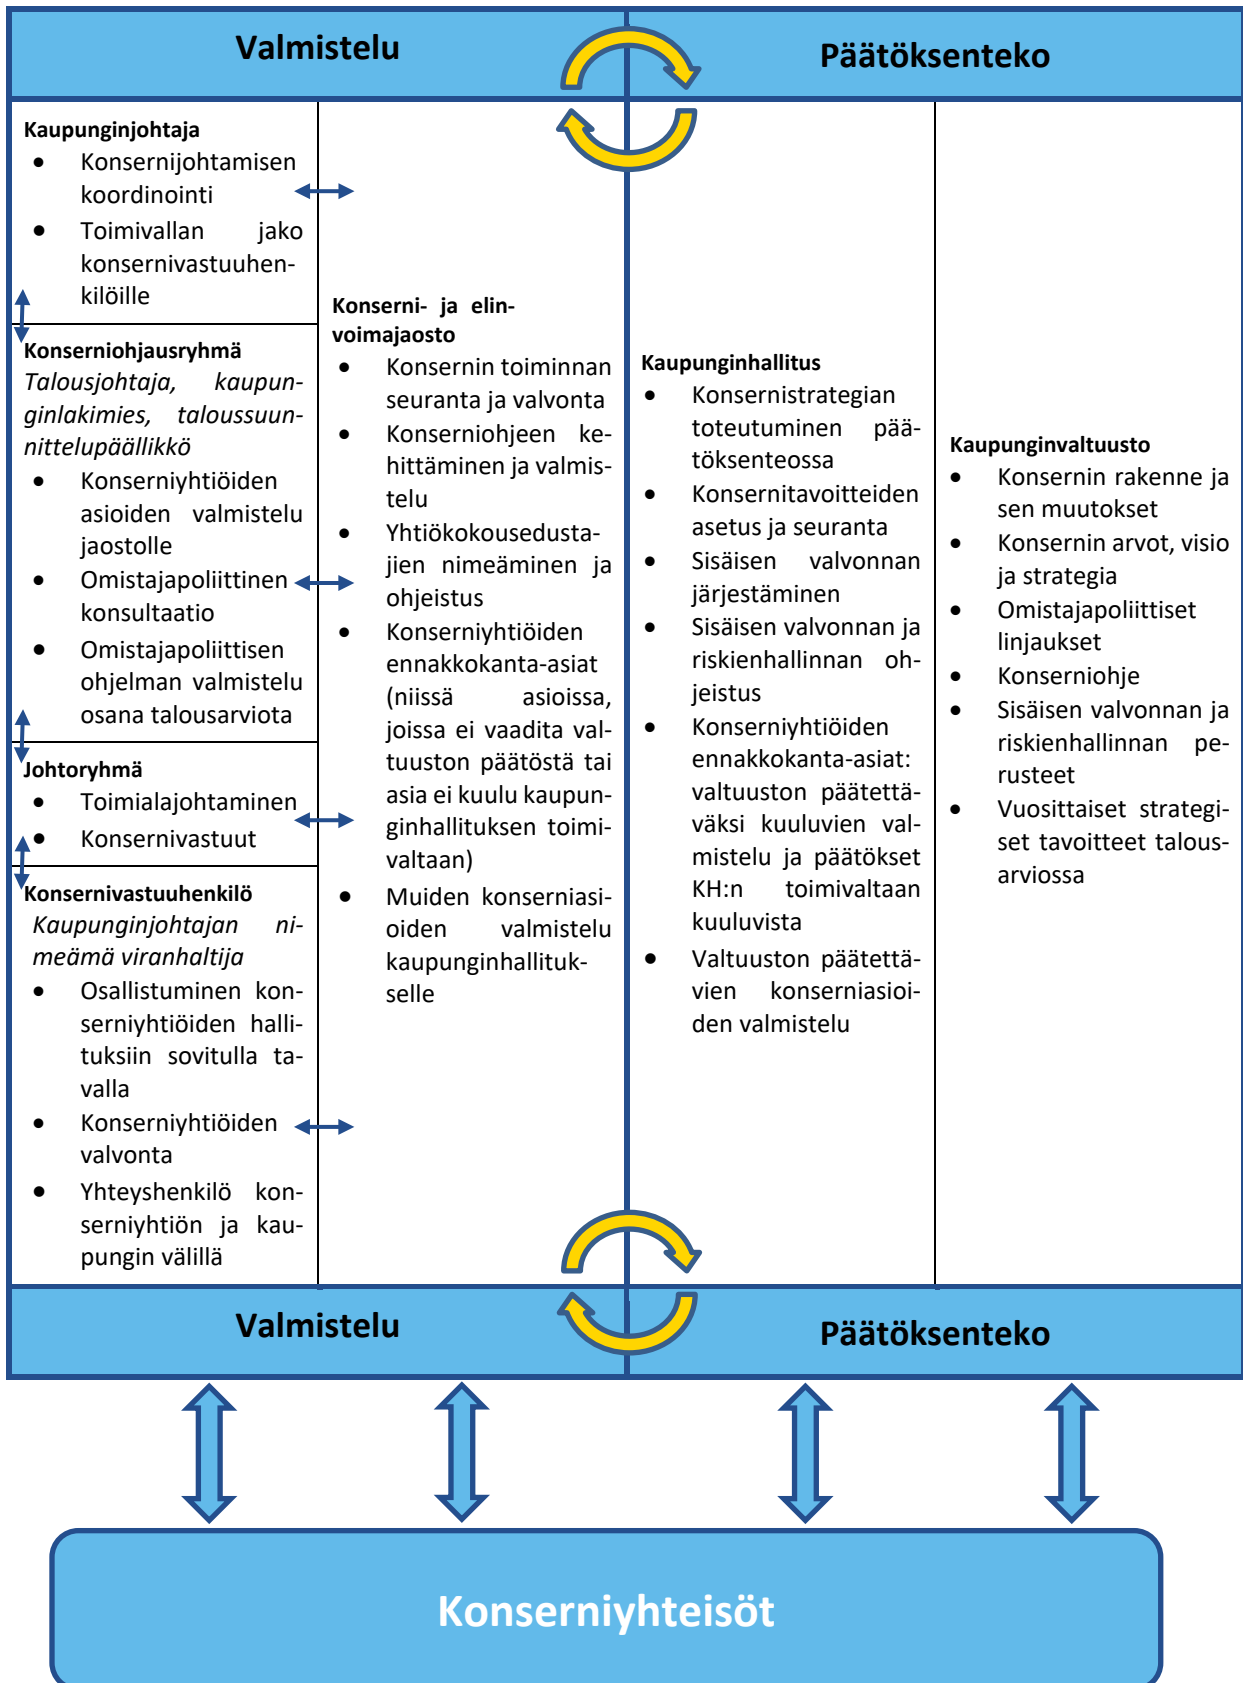 Valmistelu
Päätöksenteko
Kaupunginjohtaja
• Konsernijohtamisen
koordinointi
• Toimivallan jako
konsernivastuuhen-
kilöille
Konserniohjausryhmä
Talousjohtaja, kaupun-
ginlakimies, taloussuun-
nittelupäällikkö
• Konserniyhtiöiden
asioiden valmistelu
jaostolle
• Omistajapoliittinen
konsultaatio
• Omistajapoliittisen
ohjelman valmistelu
osana talousarviota
Johtoryhmä
• Toimialajohtaminen
• Konsernivastuut
Konsernivastuuhenkilö
Kaupunginjohtajan ni-
meämä viranhaltija
• Osallistuminen kon-
serniyhtiöiden halli-
tuksiin sovitulla ta-
valla
• Konserniyhtiöiden
valvonta
• Yhteyshenkilö kon-
serniyhtiön ja kau-
pungin välillä
Konserni- ja elin-
voimajaosto
• Konsernin toiminnan
seuranta ja valvonta
• Konserniohjeen ke-
hittäminen ja valmis-
telu
• Yhtiökokousedusta-
jien nimeäminen ja
ohjeistus
• Konserniyhtiöiden
ennakkokanta-asiat
(niissä asioissa,
joissa ei vaadita val-
tuuston päätöstä tai
asia ei kuulu kaupun-
ginhallituksen toimi-
valtaan)
• Muiden konserniasi-
oiden valmistelu
kaupunginhallituk-
selle
Kaupunginhallitus
• Konsernistrategian
toteutuminen pää-
töksenteossa
• Konsernitavoitteiden
asetus ja seuranta
• Sisäisen valvonnan
järjestäminen
• Sisäisen valvonnan ja
riskienhallinnan oh-
jeistus
• Konserniyhtiöiden
ennakkokanta-asiat:
valtuuston päätettä-
väksi kuuluvien val-
mistelu ja päätökset
KH:n toimivaltaan
kuuluvista
• Valtuuston päätettä-
vien konserniasioi-
den valmistelu
Kaupunginvaltuusto
• Konsernin rakenne ja
sen muutokset
• Konsernin arvot, visio
ja strategia
• Omistajapoliittiset
linjaukset
• Konserniohje
• Sisäisen valvonnan ja
riskienhallinnan pe-
rusteet
• Vuosittaiset strategi-
set tavoitteet talous-
arviossa
Valmistelu
Päätöksenteko
Konserniyhteisöt